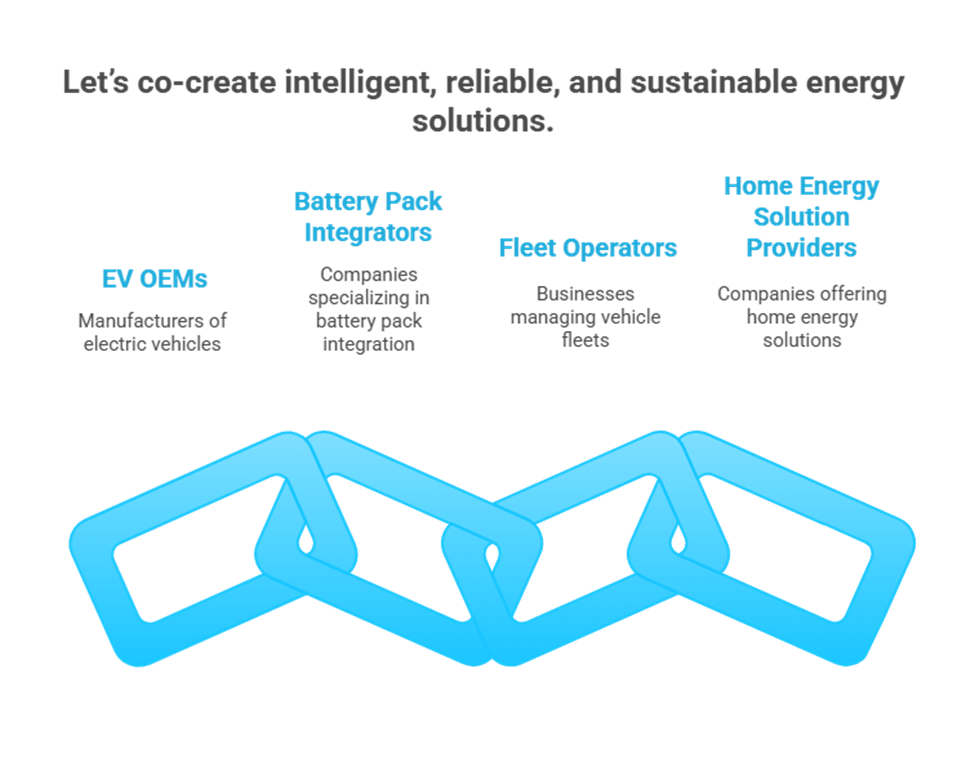 Let’s co-create intelligent, reliable, and sustainable energy
solutions.
EV OEMs
Manufacturers of
electric vehicles
Battery Pack
Integrators
Companies
specializing in
battery pack
integration
Fleet Operators
Businesses
managing vehicle
fleets
Home Energy
Solution
Providers
Companies offering
home energy
solutions